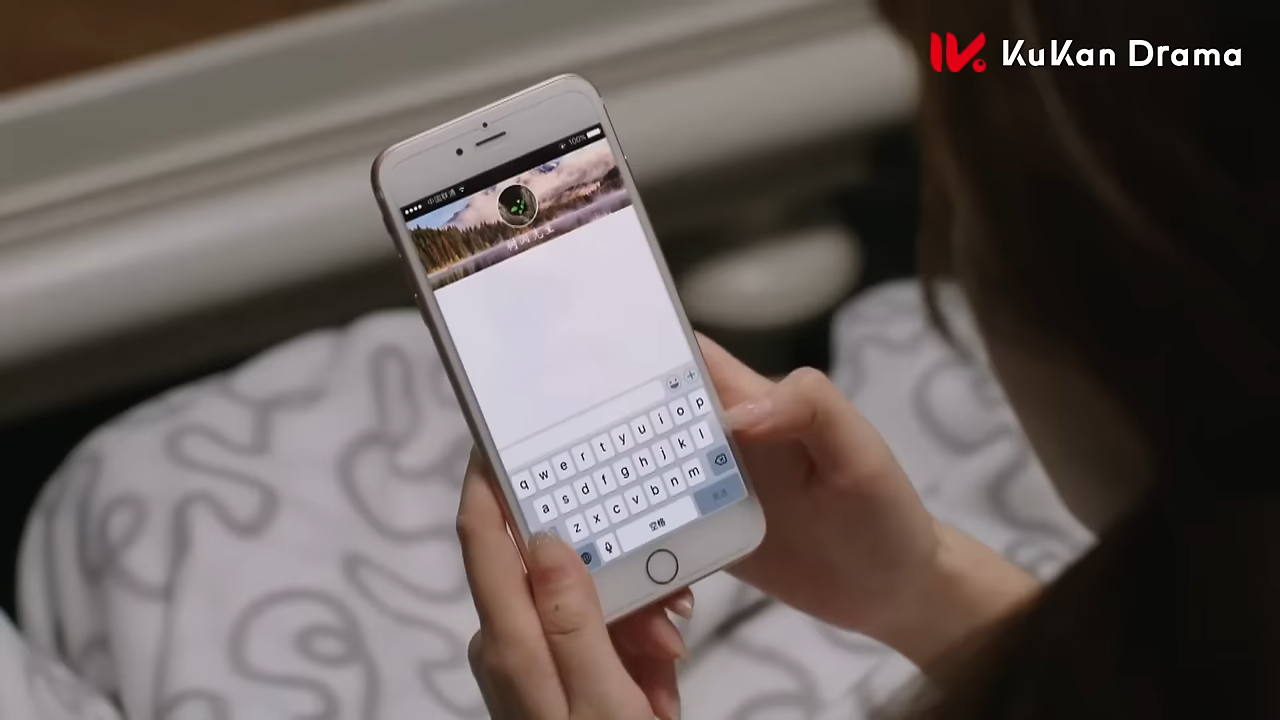 KuKan Drama
中国联通
100%
q w e r t y u i o p
a s d f g h j k l
z x c v b n m
空格